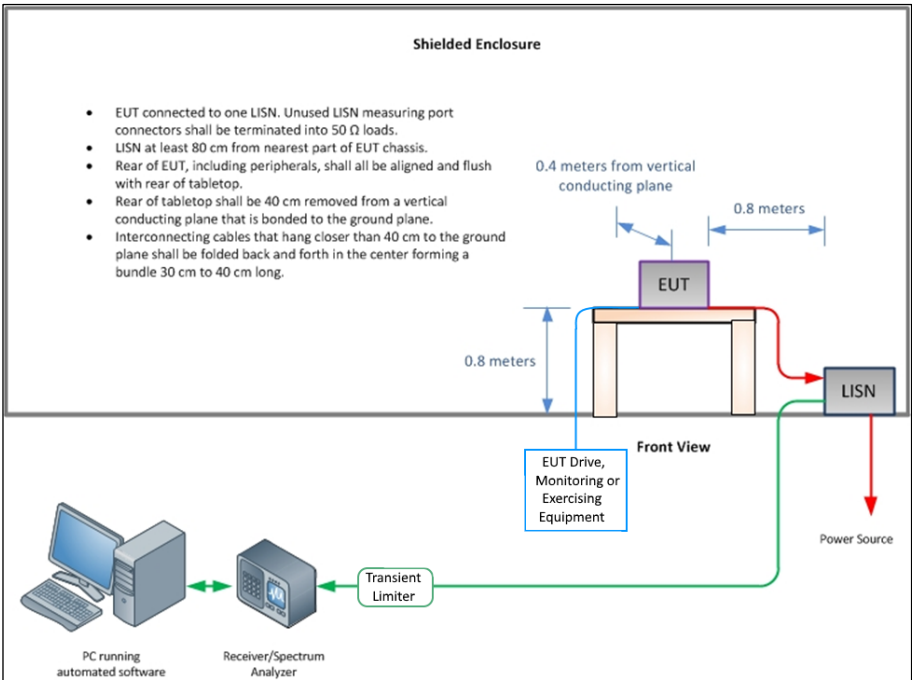 Shielded Enclosure
• EUT connected to one LISN. Unused LISN measuring port
connectors shall be terminated into 50 Ω loads.
• LISN at least 80 cm from nearest part of EUT chassis.
• Rear of EUT, including peripherals, shall all be aligned and flush
with rear of tabletop.
• Rear of tabletop shall be 40 cm removed from a vertical
conducting plane that is bonded to the ground plane.
• Interconnecting cables that hang closer than 40 cm to the ground
plane shall be folded back and forth in the center forming a
bundle 30 cm to 40 cm long.
0.4 meters from vertical
conducting plane
0.8 meters
EUT
0.8 meters
LISN
Front View
EUT Drive,
Monitoring or
Exercising
Equipment
Power Source
Transient
Limiter
PC running
automated software
Receiver/Spectrum
Analyzer